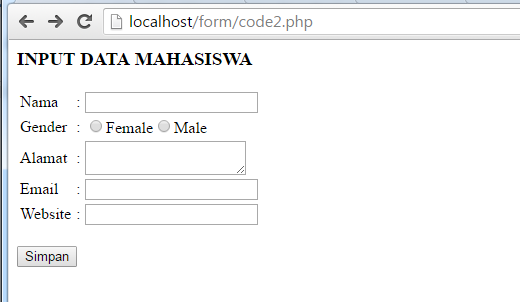 localhost/form/code2.php
INPUT DATA MAHASISWA
Nama :
Gender : Female Male
Alamat :
Email :
Website :
Simpan